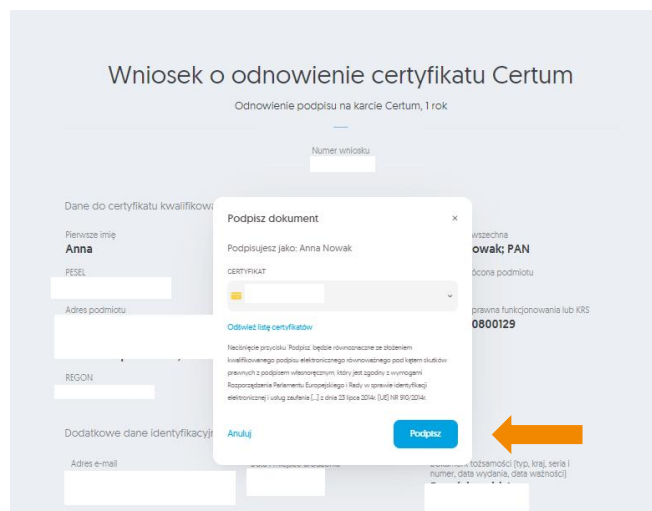 Wniosek o odnowienie certyfikatu Certum
Odnowienie podpisu na karcie Certum, 1 rok
Numer wniosku
Dane do certyfikatu kwalifikowa
Pierwsze imię
Anna
PESEL
Adres podmiotu
REGON
Dodatkowe dane identyfikacyjn
Adres e-mail
Podpisz dokument
×
Podpisujesz jako: Anna Nowak
CERTYFIKAT
Odśwież listę certyfikatów
Naciśnięcie przycisku Podpisz będzie równoznaczne ze złożeniem
kwalifikowanego podpisu elektronicznego równoważnego pod kątem skutków
prawnych z podpisem własnoręcznym, który jest zgodny z wymogami
Rozporządzenia Parlamentu Europejskiego i Rady w sprawie identyfikacji
elektronicznej i usług zaufania [...] z dnia 23 lipca 2014r. (UE) NR 910/2014r.
Anuluj
Podpisz
wszechna
owak; PAN
ócona podmiotu
prawna funkcjonowania lub KRS
0800129
tożsamości [typ, kraj, seria i
numer, data wydania, data ważności]